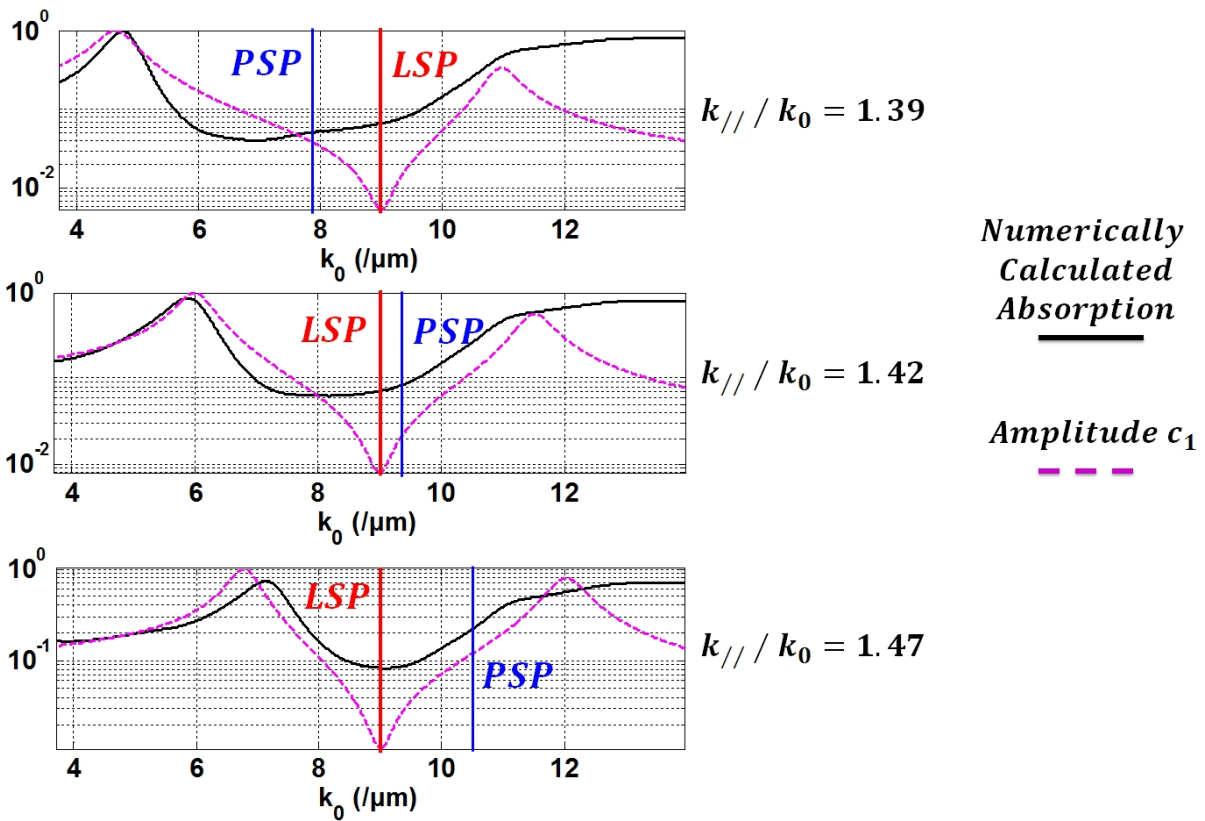 10^0
PSP LSP
k_{//} / k_0 = 1.39
10^{-2}
4 6 8 10 12
k_0 (/μm)
Numerically
Calculated
Absorption
10^0
LSP PSP
k_{//} / k_0 = 1.42
10^{-2}
4 6 8 10 12
k_0 (/μm)
Amplitude c_1
10^0
LSP
k_{//} / k_0 = 1.47
10^{-1}
PSP
4 6 8 10 12
k_0 (/μm)